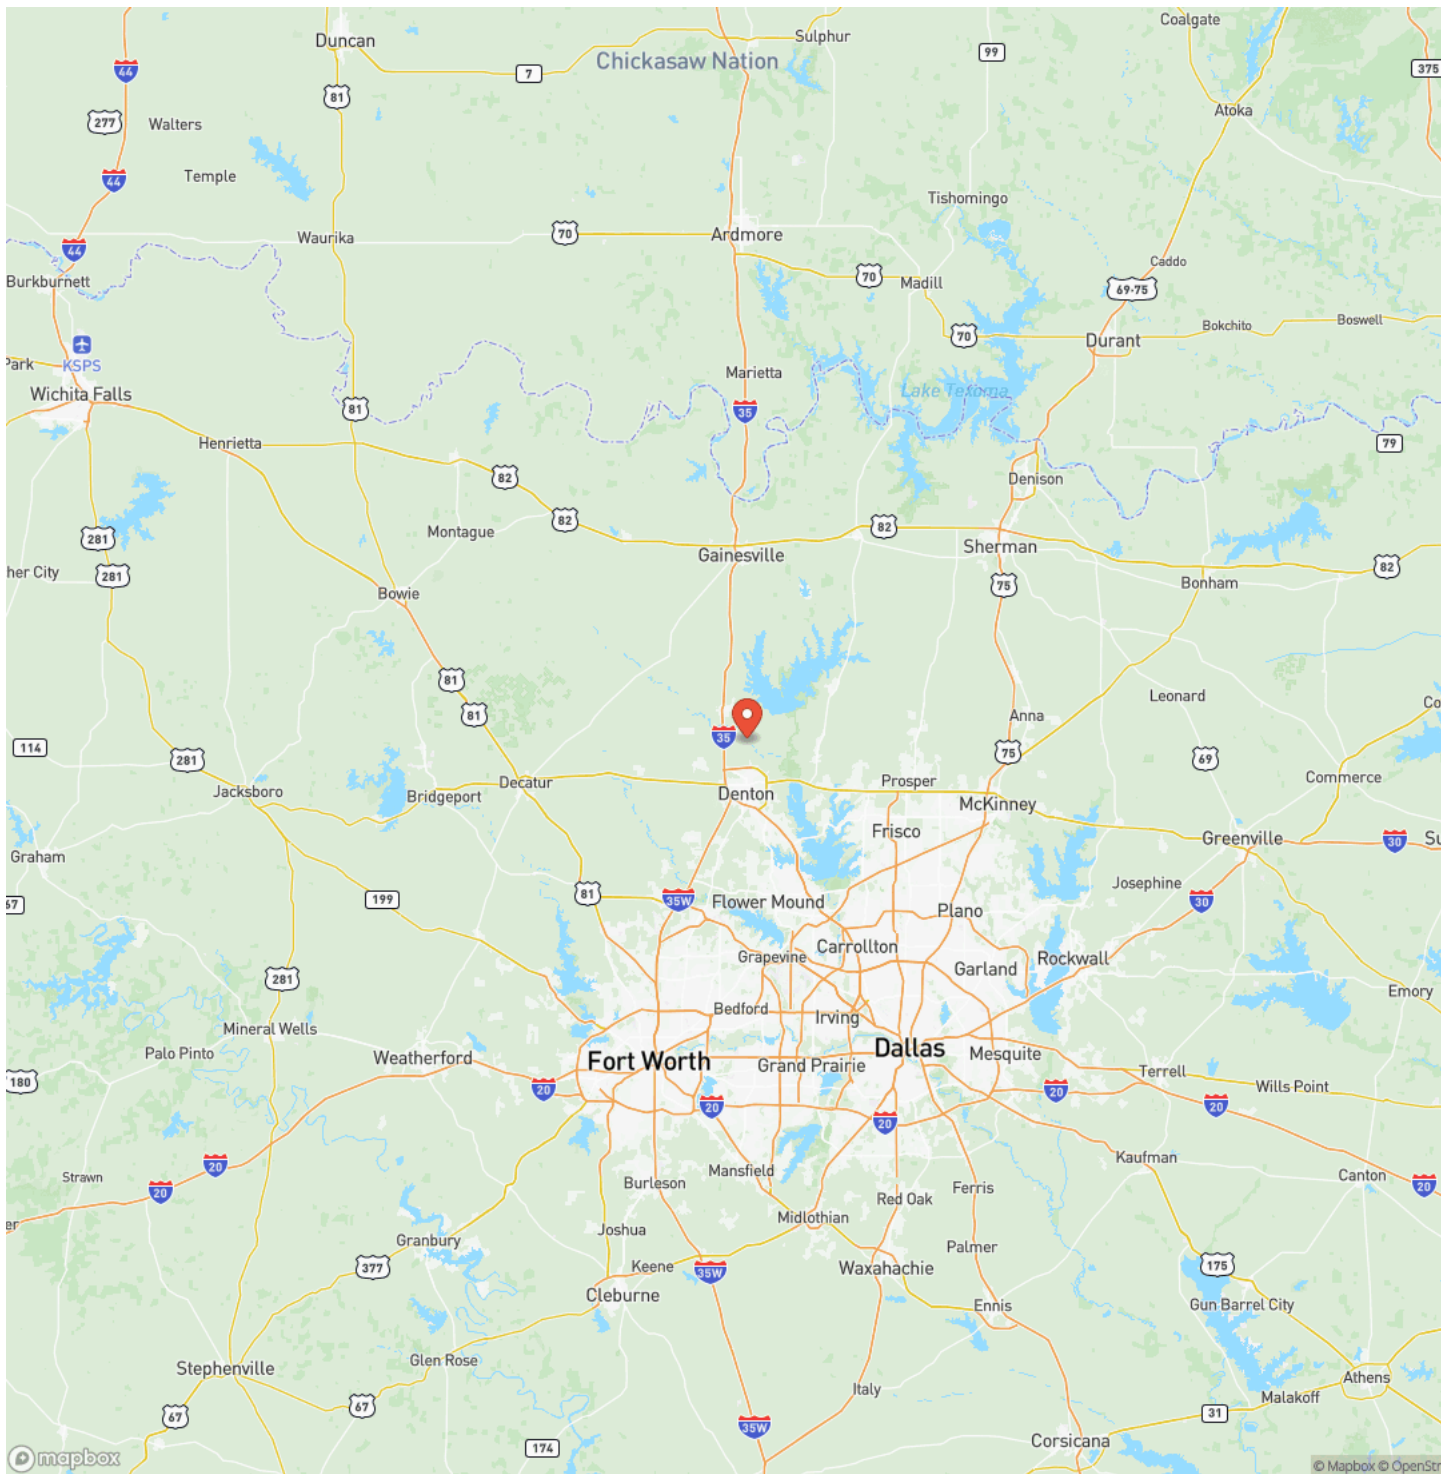 Coalgate
Duncan
Sulphur
99
Chickasaw Nation
44
7
375
81
277
Walters
Atoka
44
Temple
Tishomingo
Waurika
70
Ardmore
44
Caddo
Burkburnett
70
Madill
69-75
Boswell
Bokchito
70
Durant
Park
KSPS
Marietta
Wichita Falls
Lake Texoma
81
35
Henrietta
79
82
Denison
82
Montague
82
281
Sherman
Gainesville
82
her City
281
75
Bonham
Bowie
81
Leonard
Co
81
Anna
35
114
281
75
69
Commerce
Decatur
Prosper
Jacksboro
Bridgeport
Denton
McKinney
Frisco
Greenville
30
Su
Graham
Josephine
81
199
35W
Flower Mound
30
67
Plano
Carrollton
Grapevine
Rockwall
Garland
281
Emory
Bedford
Irving
Mineral Wells
Dallas
Palo Pinto
Weatherford
Fort Worth
Mesquite
Grand Prairie
Terrell
180
20
20
Wills Point
20
20
20
Kaufman
20
Mansfield
Strawn
Canton
Burleson
20
20
Red Oak
Ferris
er
Joshua
Midlothian
Granbury
Palmer
377
Keene
35W
Waxahachie
175
Cleburne
Ennis
Gun Barrel City
Glen Rose
Stephenville
Athens
Italy
Malakoff
67
67
35W
31
174
Corsicana
mapbox
© Mapbox © OpenStr